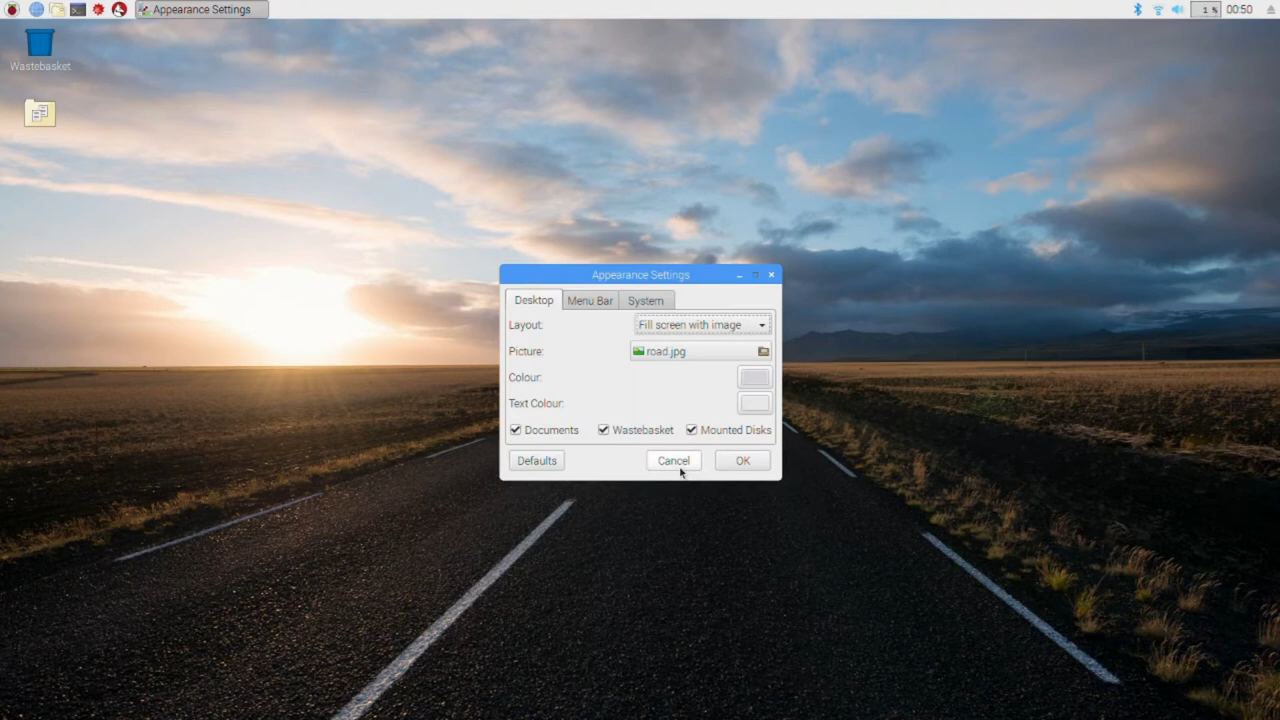 Appearance Settings
1 %
00:50
Wastebasket
Appearance Settings
Desktop
Menu Bar
System
Layout:
Fill screen with image
Picture:
road.jpg
Colour:
Text Colour:
Documents
Wastebasket
Mounted Disks
Defaults
Cancel
OK